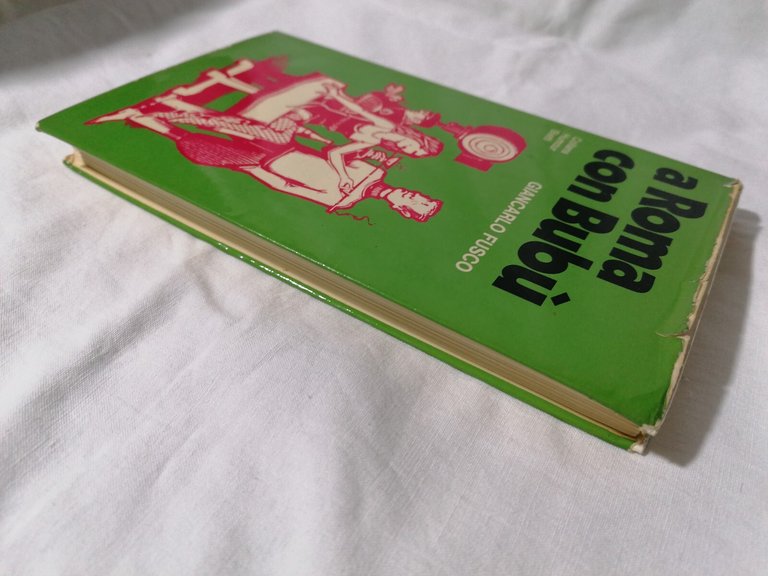 a Roma
con Bubù
GIANCARLO FUSCO